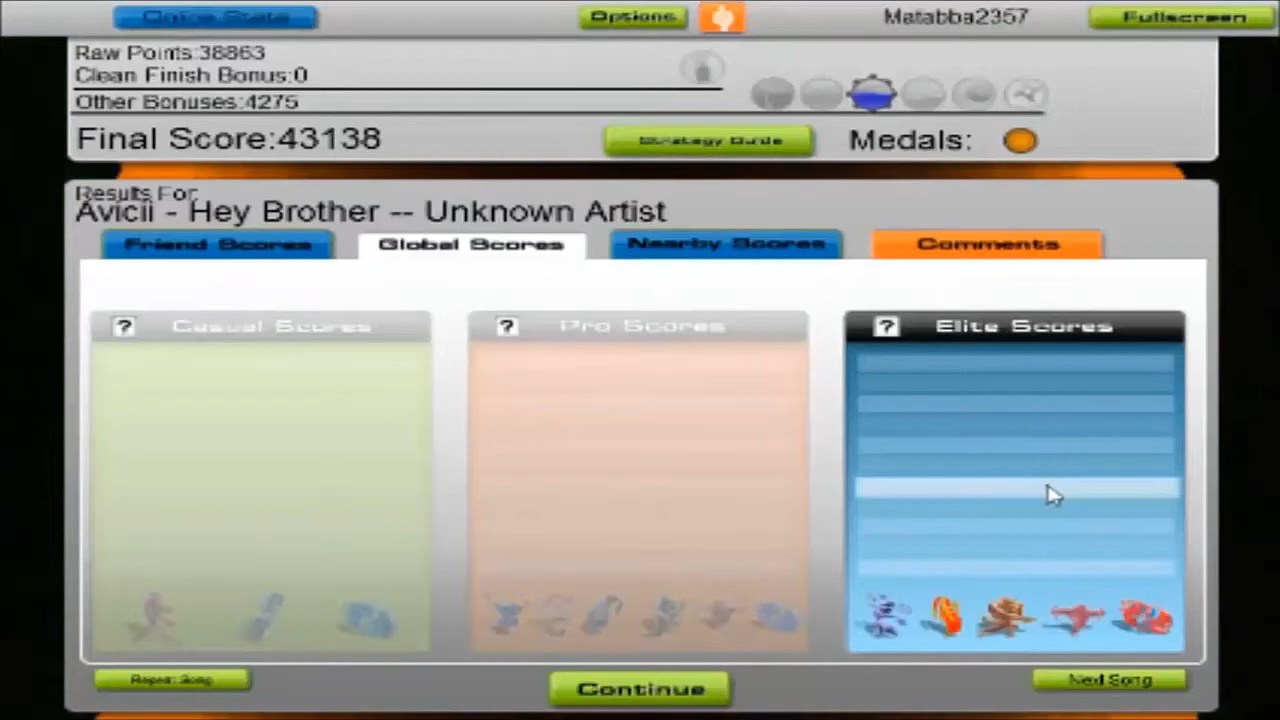 Online Stats
Options
Matabba2357
Fullscreen
Raw Points:38863
Clean Finish Bonus:0
Other Bonuses:4275
Final Score:43138
Strategy Guide
Medals:
Results For
Avicii - Hey Brother -- Unknown Artist
Friend Scores
Global Scores
Nearby Scores
Comments
? Casual Scores
? Pro Scores
? Elite Scores
Repeat Song
Continue
Next Song